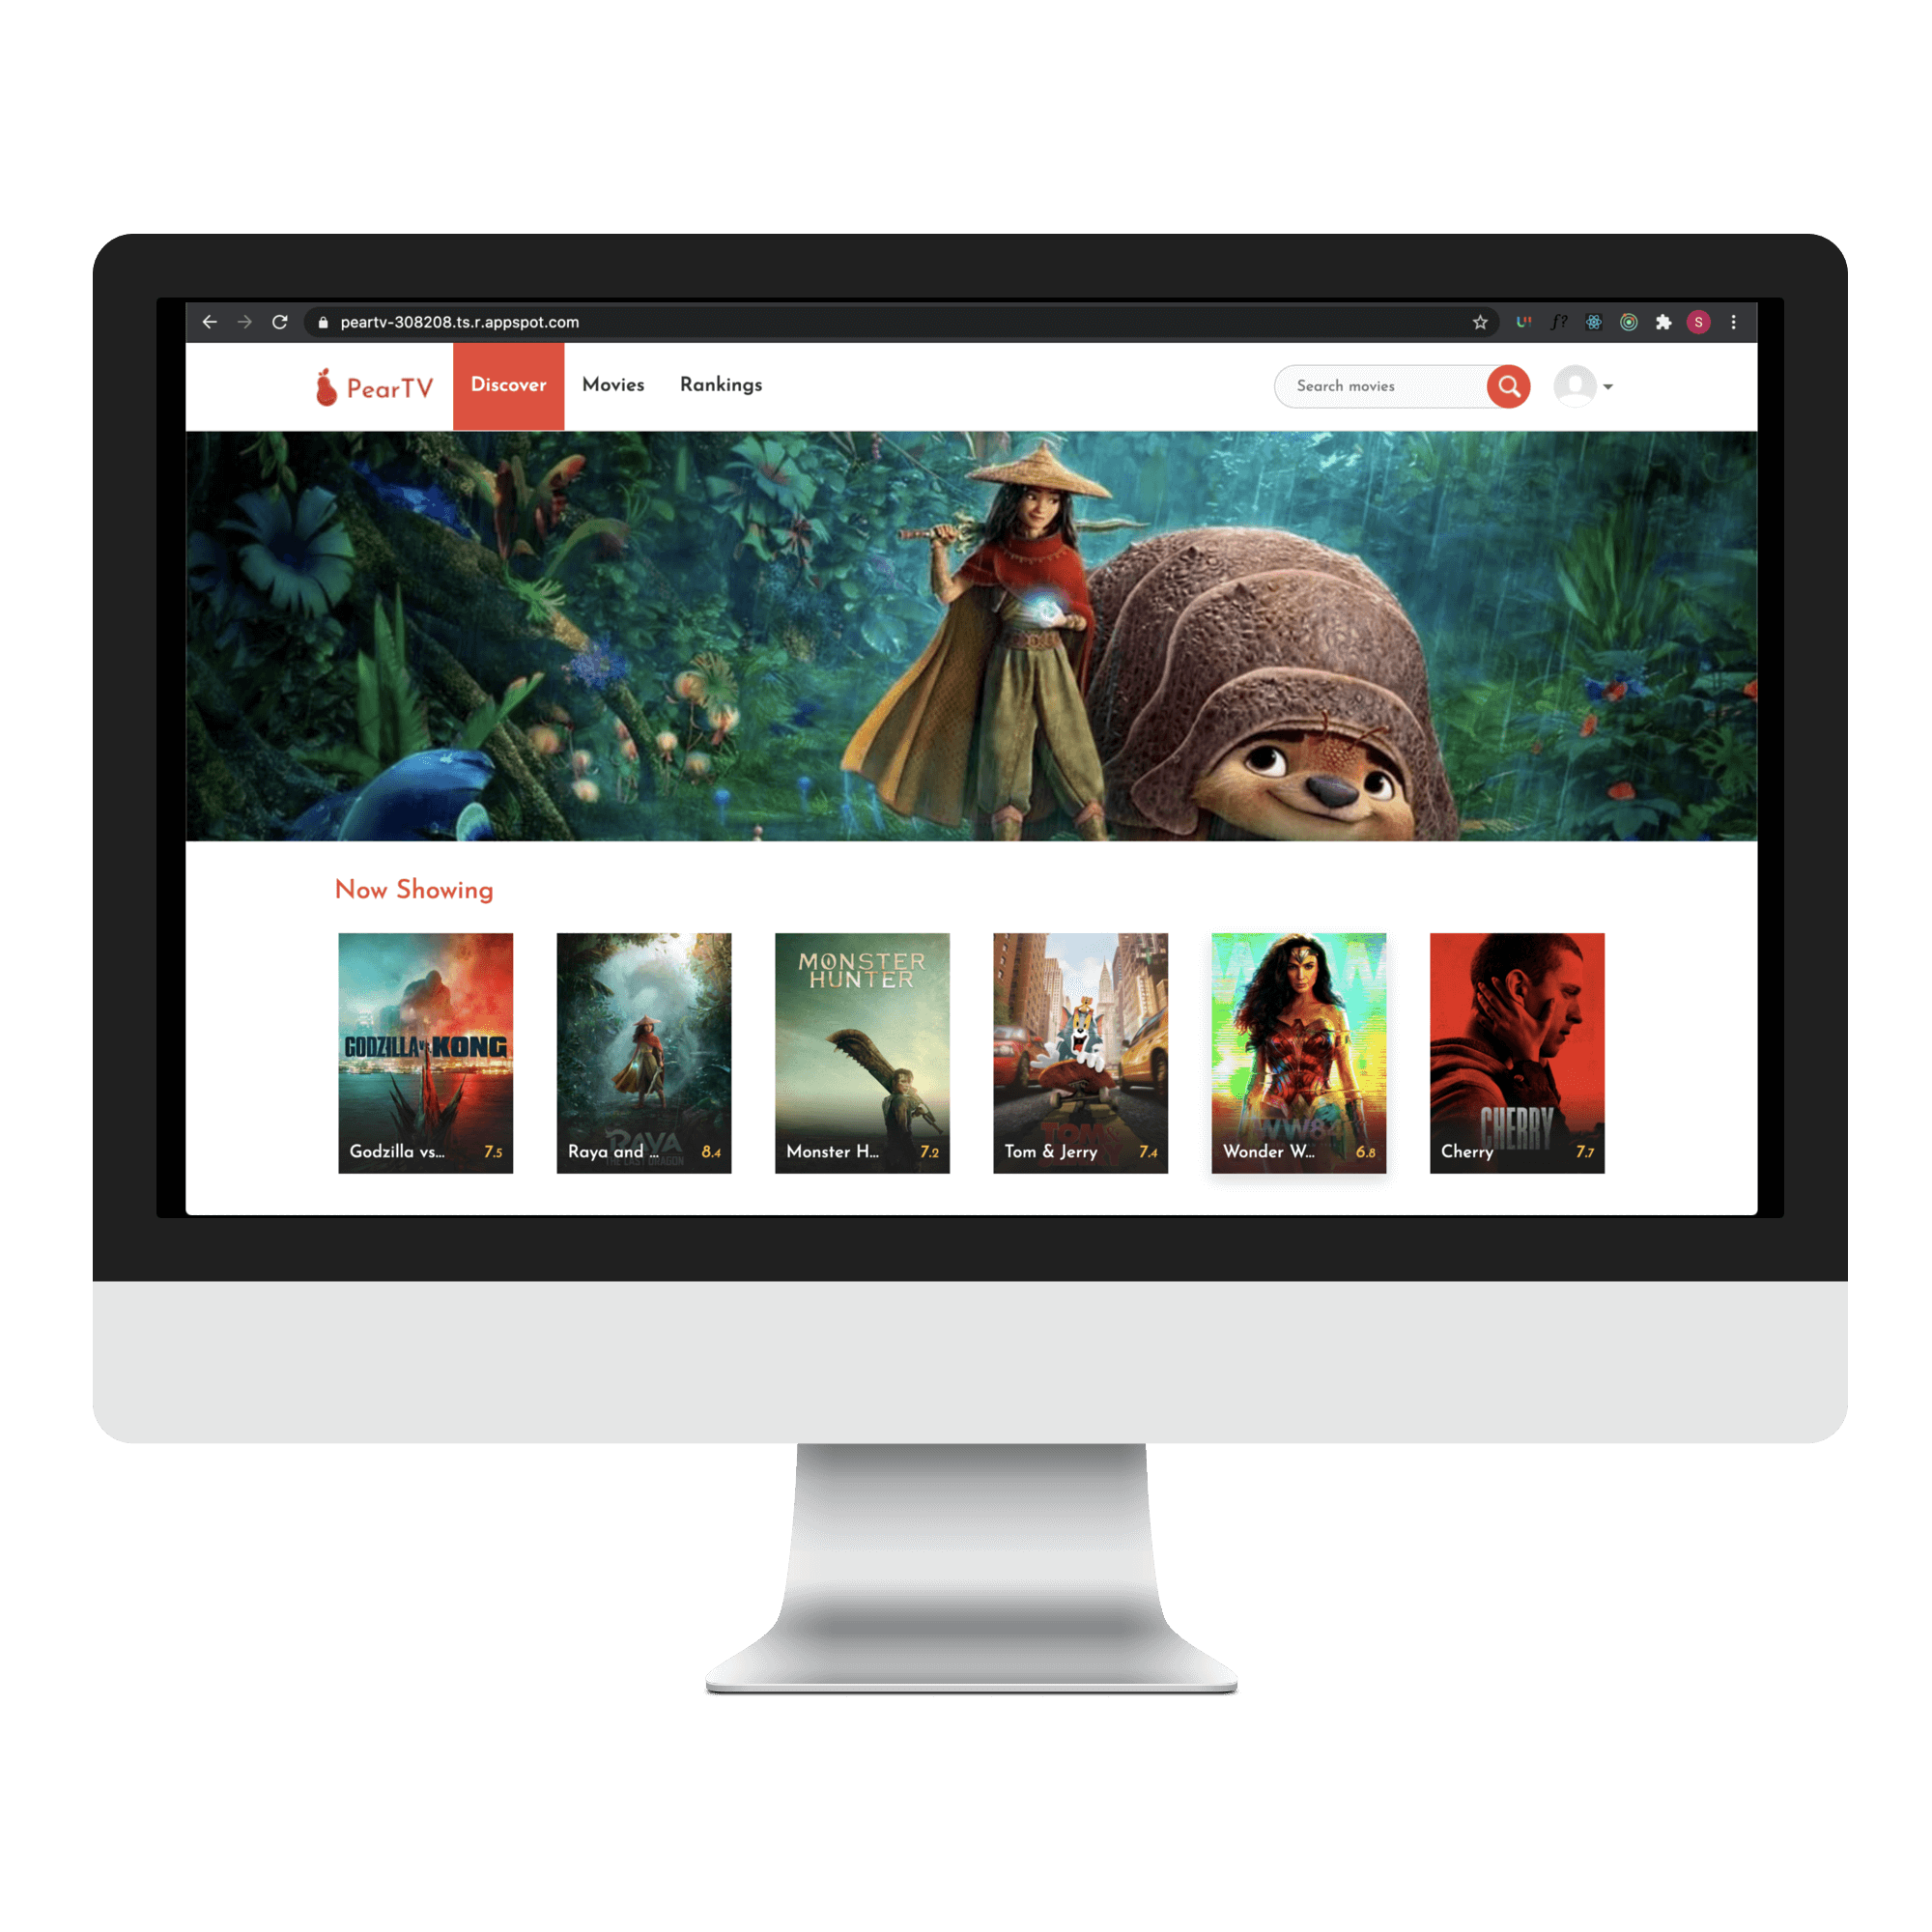 peartv-308208.ts.r.appspot.com
S
PearTV
Discover
Movies
Rankings
Search movies
Now Showing
GODZILLA vs. KONG
Godzilla vs... 7.5
RAYA
THE LAST DRAGON
Raya and ... 8.4
MONSTER
HUNTER
Monster H... 7.2
TOM
Tom & Jerry 7.4
WW84
Wonder W... 6.8
CHERRY
Cherry 7.7